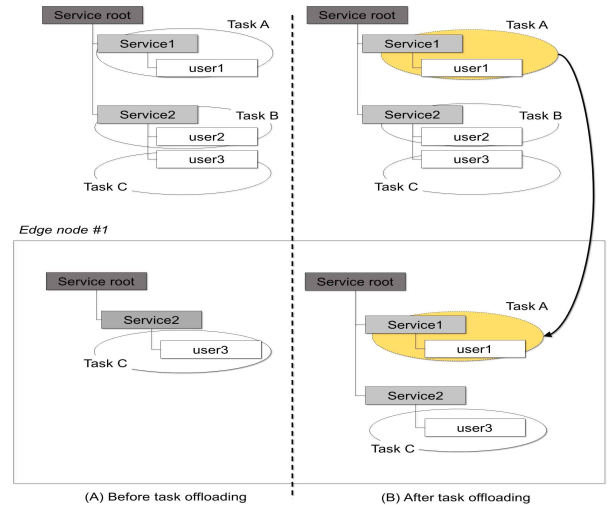 Service root
Task A
Service1
user1
Service2
Task B
user2
user3
Task C
Service root
Task A
Service1
user1
Service2
Task B
user2
user3
Task C
Edge node #1
Service root
Service2
user3
Task C
Service root
Task A
Service1
user1
Service2
user3
Task C
(A) Before task offloading
(B) After task offloading